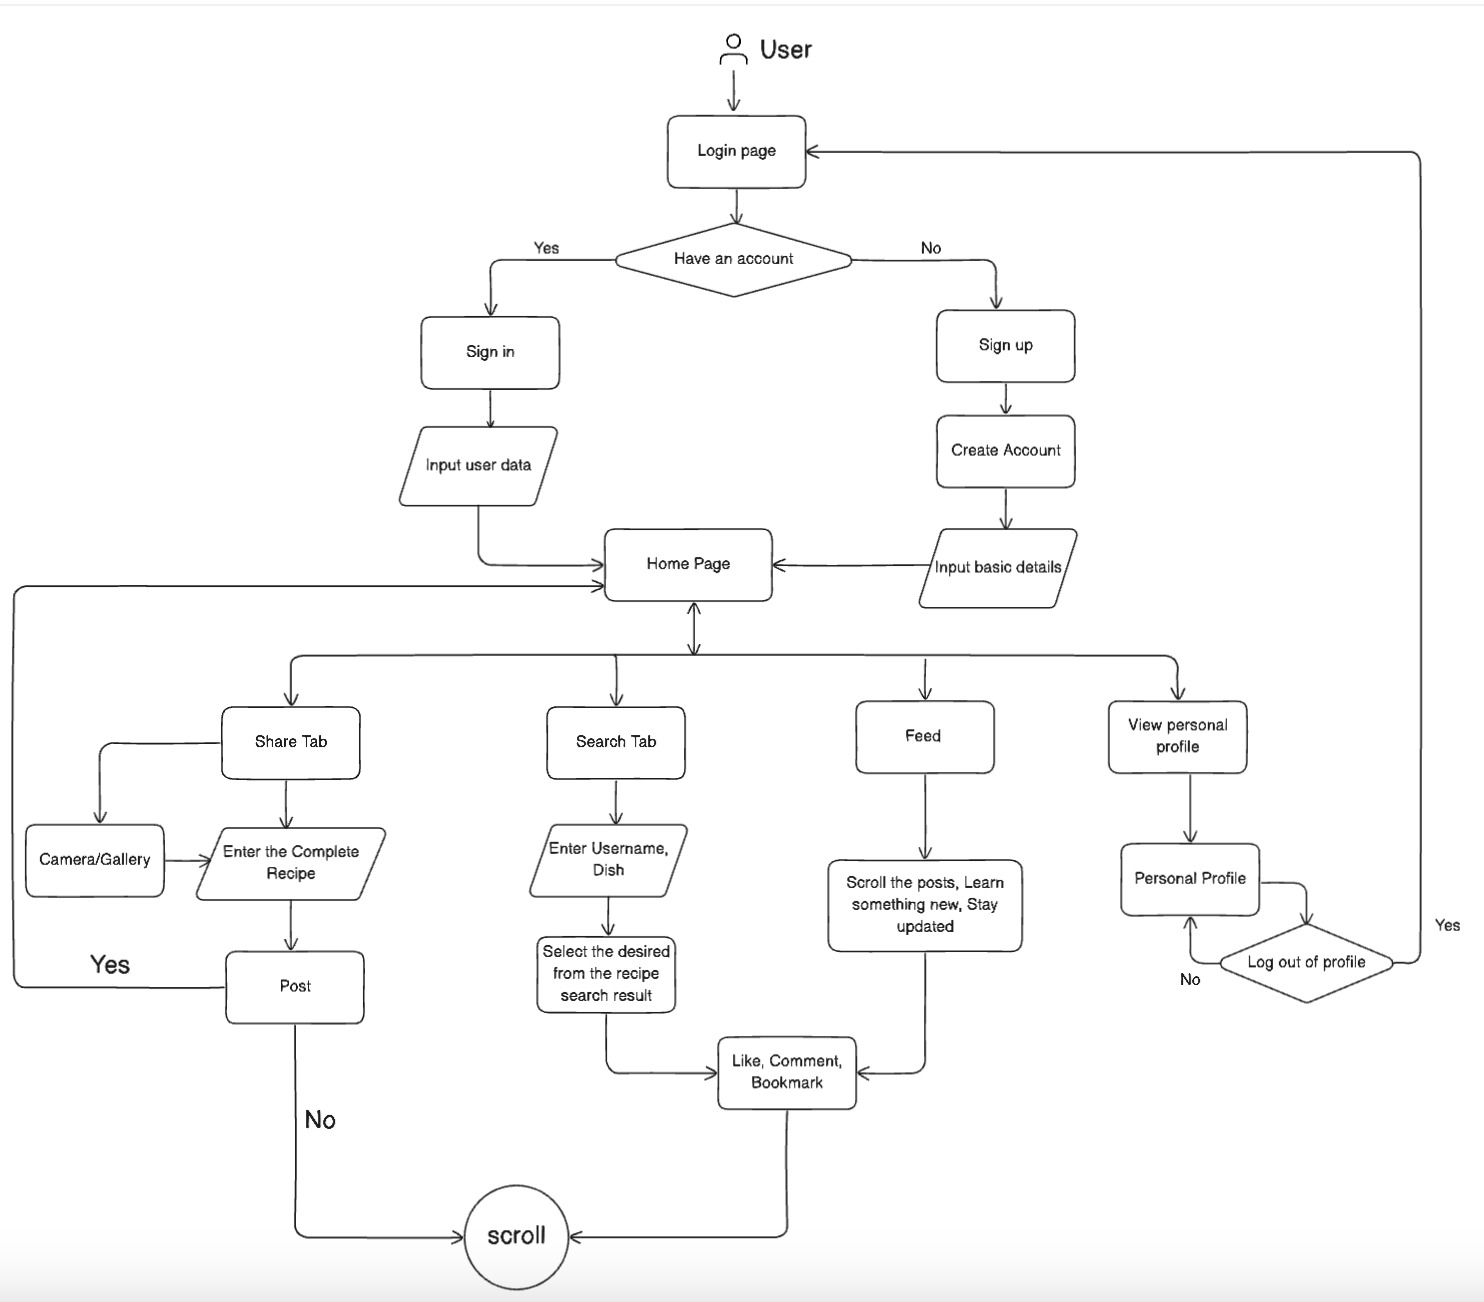 User
Login page
Yes
Have an account
No
Sign in
Sign up
Input user data
Create Account
Home Page
Input basic details
Share Tab
Search Tab
Feed
View personal
profile
Camera/Gallery
Enter the Complete
Recipe
Enter Username,
Dish
Scroll the posts, Learn
something new, Stay
updated
Personal Profile
Yes
Post
Select the desired
from the recipe
search result
No
Log out of profile
Yes
Like, Comment,
Bookmark
No
scroll